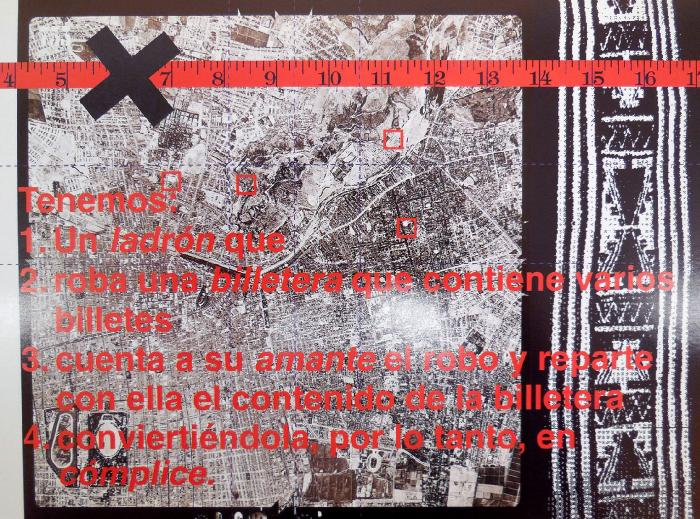 4 5 7 8 9 10 11 12 13 14 15 16 17
Tenemos:
1. Un ladrón que
2. roba una billetera que contiene varios
billetes
3. cuenta a su amante el robo y reparte
con ella el contenido de la billetera
4. conviertiéndola, por lo tanto, en
cómplice.